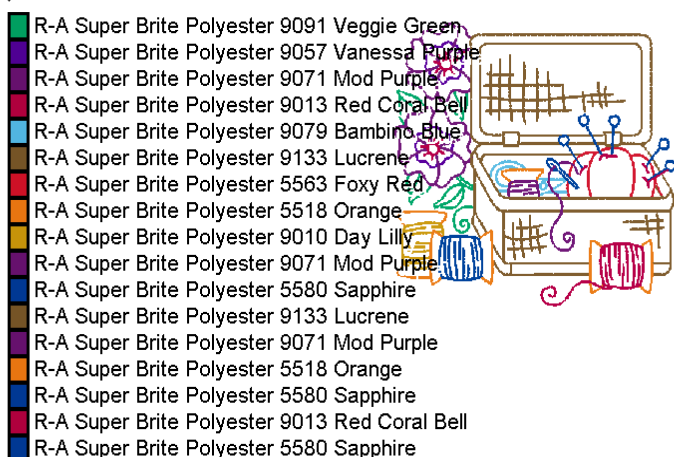 R-A Super Brite Polyester 9091 Veggie Green
R-A Super Brite Polyester 9057 Vanessa Purple
R-A Super Brite Polyester 9071 Mod Purple
R-A Super Brite Polyester 9013 Red Coral Bell
R-A Super Brite Polyester 9079 Bambino Blue
R-A Super Brite Polyester 9133 Lucrene
R-A Super Brite Polyester 5563 Foxy Red
R-A Super Brite Polyester 5518 Orange
R-A Super Brite Polyester 9010 Day Lilly
R-A Super Brite Polyester 9071 Mod Purple
R-A Super Brite Polyester 5580 Sapphire
R-A Super Brite Polyester 9133 Lucrene
R-A Super Brite Polyester 9071 Mod Purple
R-A Super Brite Polyester 5518 Orange
R-A Super Brite Polyester 5580 Sapphire
R-A Super Brite Polyester 9013 Red Coral Bell
R-A Super Brite Polyester 5580 Sapphire